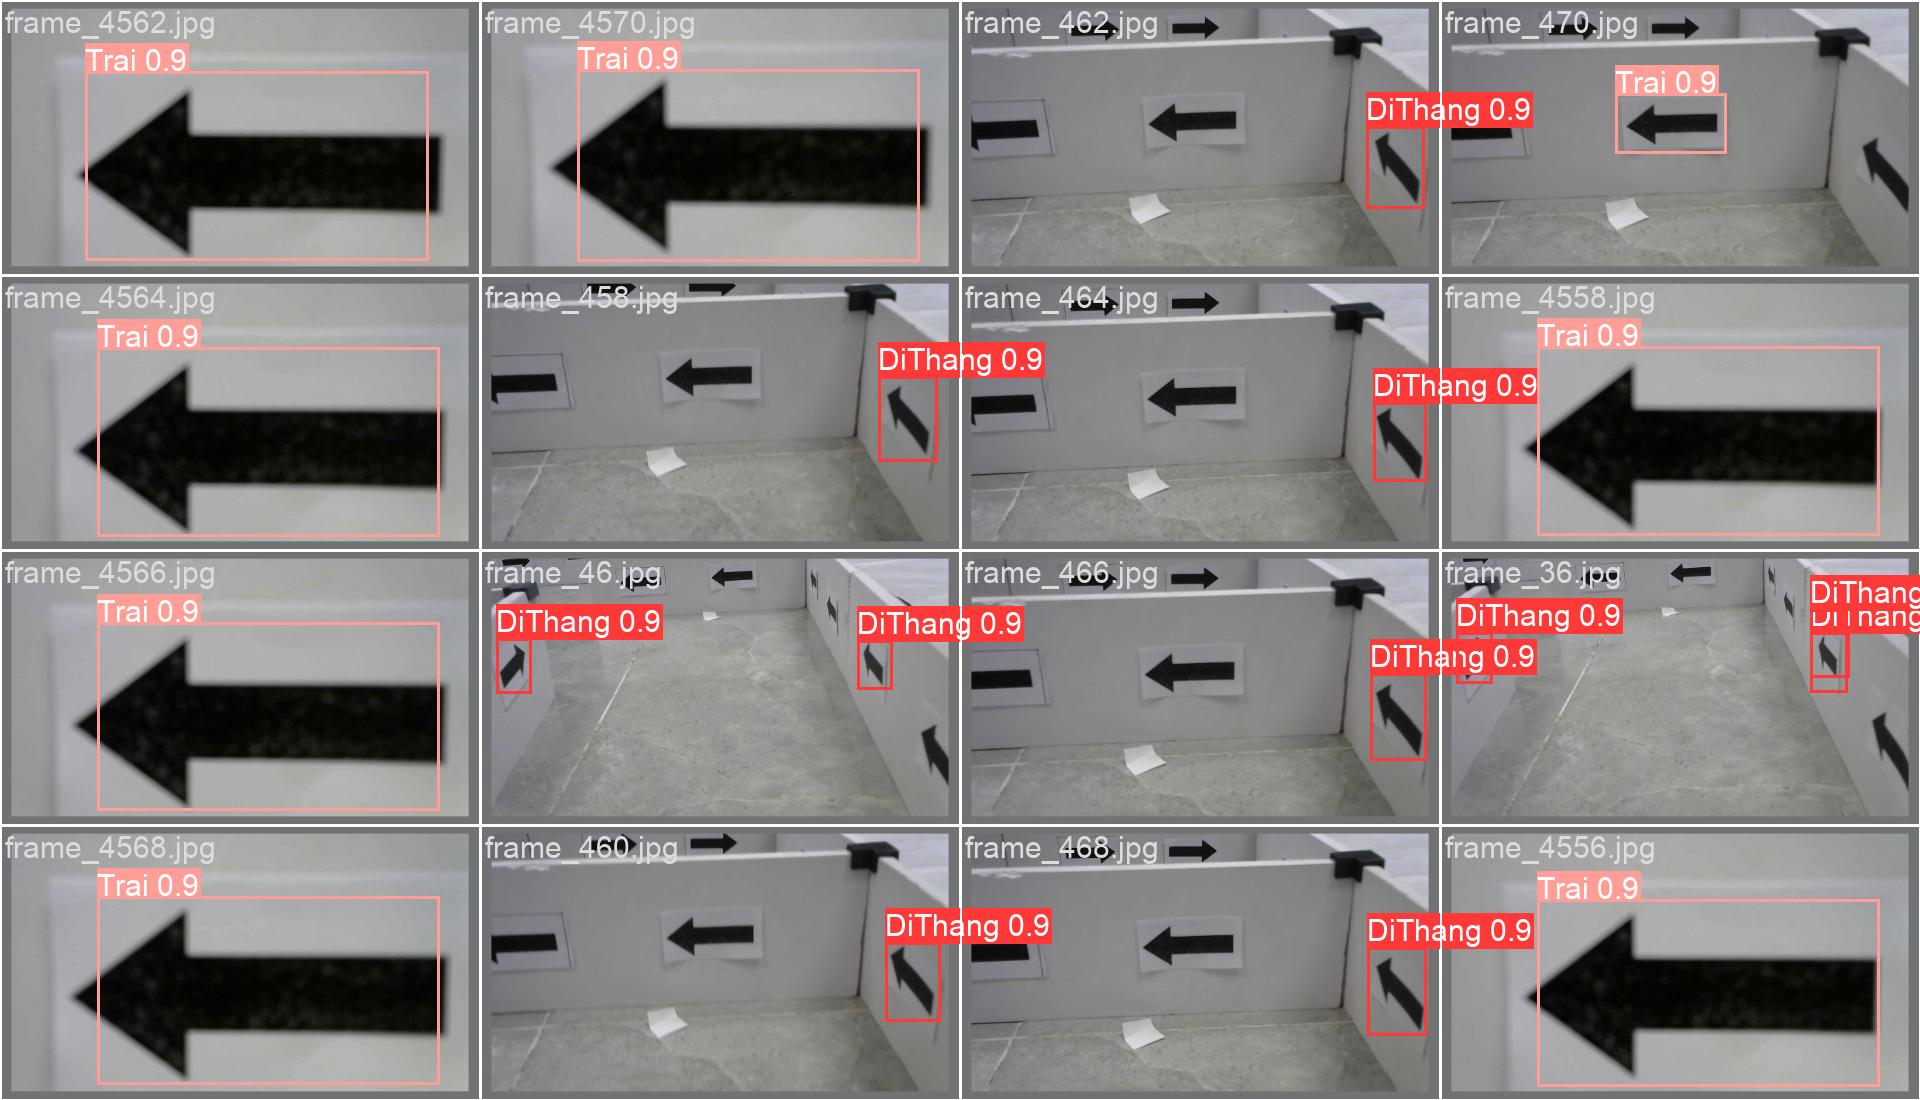 frame_4562.jpg
Trai 0.9
frame_4570.jpg
Trai 0.9
frame_462.jpg
DiThang 0.9
frame_470.jpg
Trai 0.9
frame_4564.jpg
Trai 0.9
frame_458.jpg
DiThang 0.9
frame_464.jpg
DiThang 0.9
frame_4558.jpg
Trai 0.9
frame_4566.jpg
Trai 0.9
frame_46.jpg
DiThang 0.9
DiThang 0.9
frame_466.jpg
DiThang 0.9
frame_36.jpg
DiThang 0.9
DiThang
DiThang
frame_4568.jpg
Trai 0.9
frame_460.jpg
DiThang 0.9
frame_468.jpg
DiThang 0.9
frame_4556.jpg
Trai 0.9